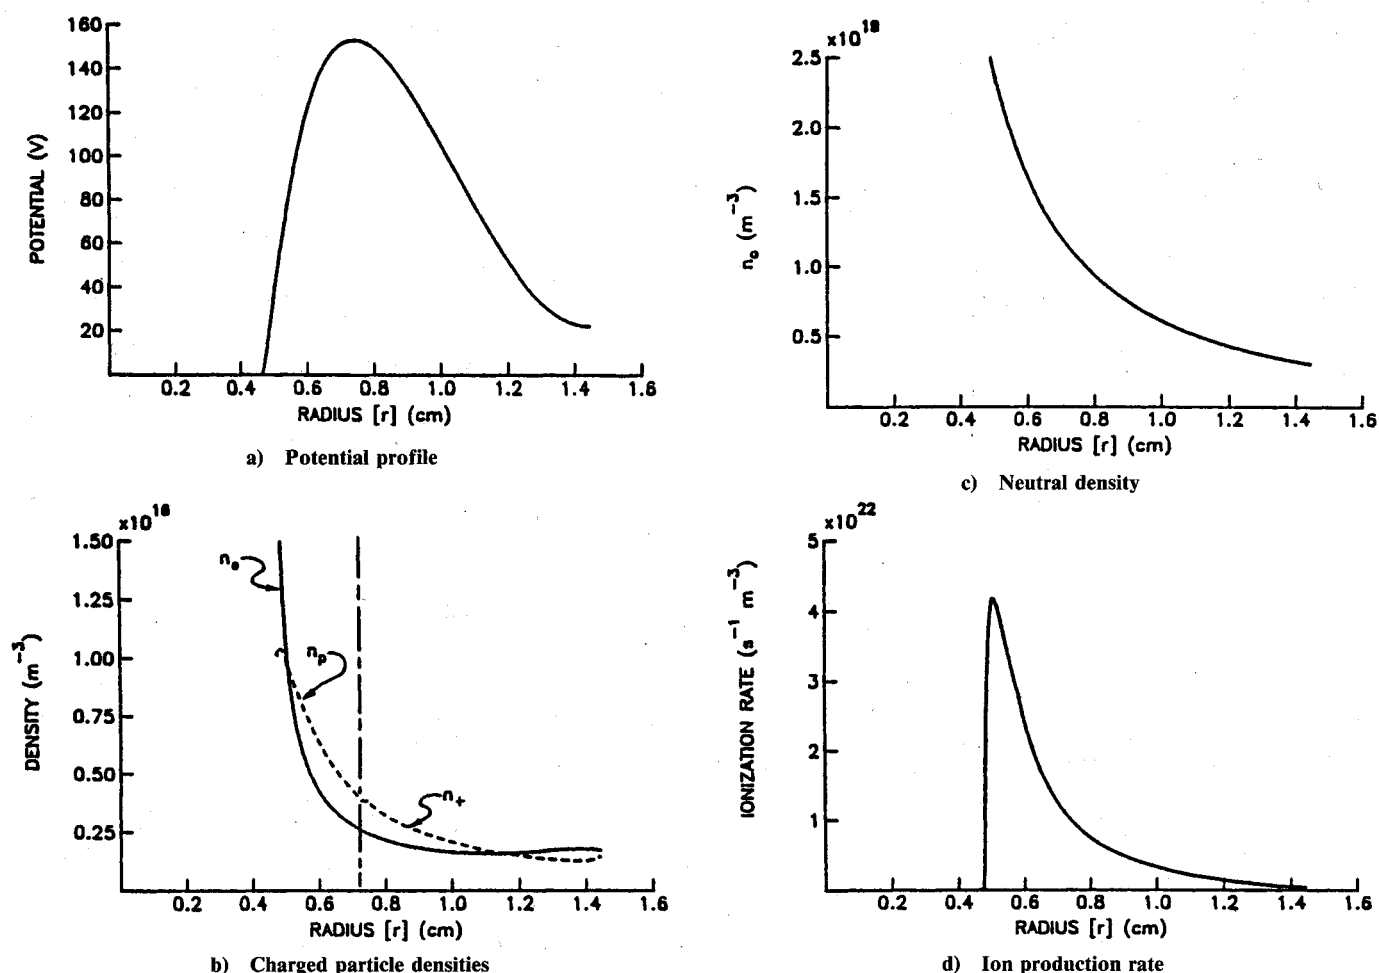 160
140
120
100
80
160
40
20
POTENTIAL (V)
0.2 0.4 0.6 0.8 1.0 1.2 1.4 1.6
RADIUS [r] (cm)
a) Potential profile
x10^18
2.5
2.0
1.5
1.0
0.5
n_o (m^-3)
0.2 0.4 0.6 0.8 1.0 1.2 1.4 1.6
RADIUS [r] (cm)
c) Neutral density
x10^16
1.50
1.25
1.00
0.75
0.50
0.25
DENSITY (m^-3)
n_e
n_p
n_+
0.2 0.4 0.6 0.8 1.0 1.2 1.4 1.6
RADIUS [r] (cm)
b) Charged particle densities
x10^22
5
4
3
2
1
IONIZATION RATE (s^-1 m^-3)
0.2 0.4 0.6 0.8 1.0 1.2 1.4 1.6
RADIUS [r] (cm)
d) Ion production rate